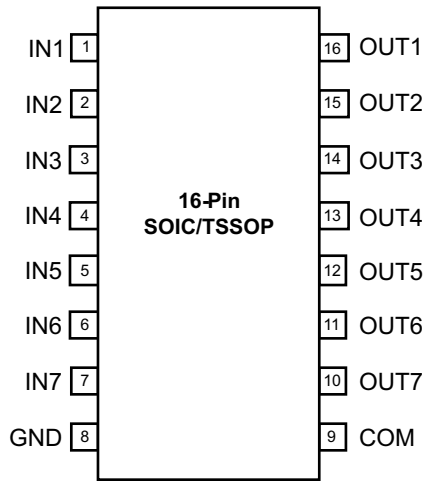 IN1 1 16 OUT1
IN2 2 15 OUT2
IN3 3 14 OUT3
16-Pin
SOIC/TSSOP
IN4 4 13 OUT4
IN5 5 12 OUT5
IN6 6 11 OUT6
IN7 7 10 OUT7
GND 8 9 COM